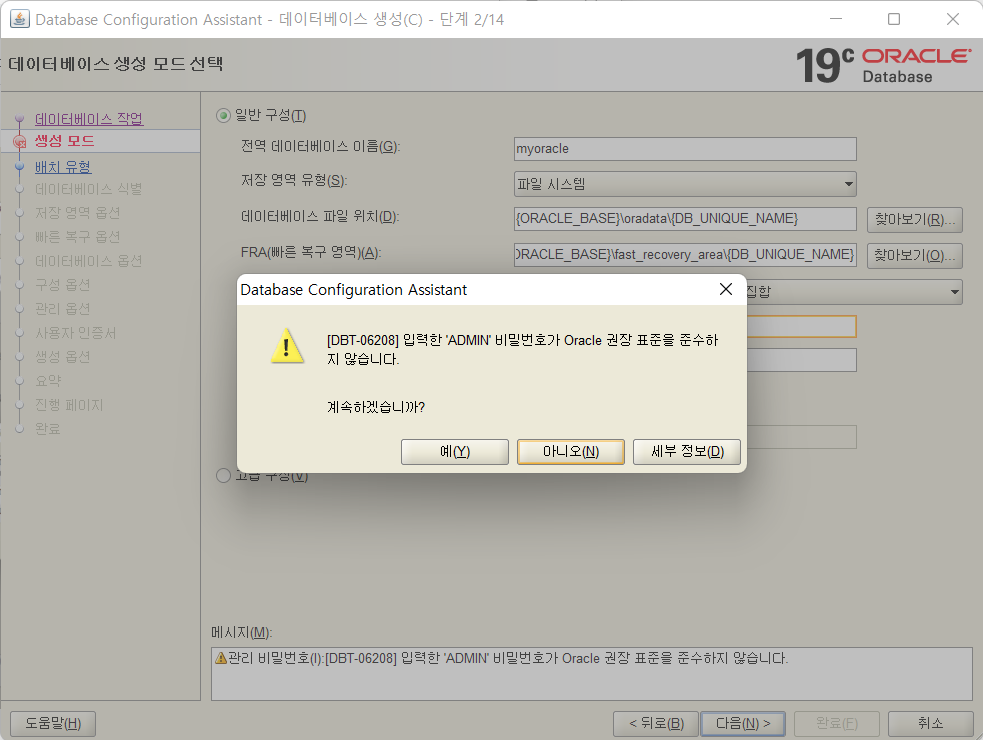 Database Configuration Assistant - 데이터베이스 생성(C) - 단계 2/14
데이터베이스 생성 모드 선택
19c ORACLE
Database
데이터베이스 작업
생성 모드
배치 유형
데이터베이스 식별
저장 영역 옵션
빠른 복구 옵션
데이터베이스 옵션
구성 옵션
관리 옵션
사용자 인증서
생성 옵션
요약
진행 페이지
완료
일반 구성(T)
전역 데이터베이스 이름(G):
myoracle
저장 영역 유형(S):
파일 시스템
데이터베이스 파일 위치(D):
{ORACLE_BASE}\oradata\{DB_UNIQUE_NAME}
찾아보기(R)...
FRA(빠른 복구 영역)(A):
ORACLE_BASE}\fast_recovery_area\{DB_UNIQUE_NAME}
찾아보기(O)...
집합
Database Configuration Assistant
[DBT-06208] 입력한 'ADMIN' 비밀번호가 Oracle 권장 표준을 준수하
지 않습니다.
계속하겠습니까?
예(Y)
아니오(N)
세부 정보(D)
고급 구성(V)
메시지(M):
관리 비밀번호(I):[DBT-06208] 입력한 'ADMIN' 비밀번호가 Oracle 권장 표준을 준수하지 않습니다.
도움말(H)
< 뒤로(B)
다음(N) >
완료(F)
취소